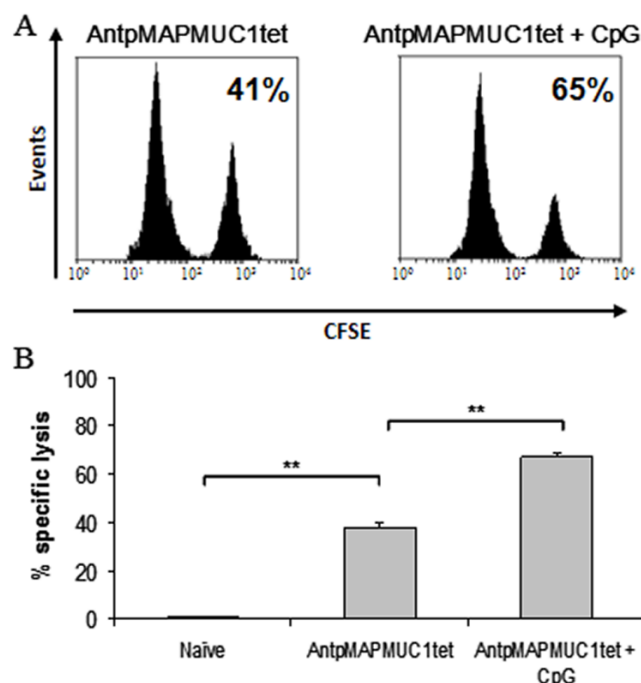 A
AntpMAPMUC1tet
AntpMAPMUC1tet + CpG
Events
41%
65%
10⁰ 10¹ 10² 10³ 10⁴
10⁰ 10¹ 10² 10³ 10⁴
CFSE
B
% specific lysis
100
80
60
40
20
0
**
**
Naïve
AntpMAPMUC1tet
AntpMAPMUC1tet +
CpG